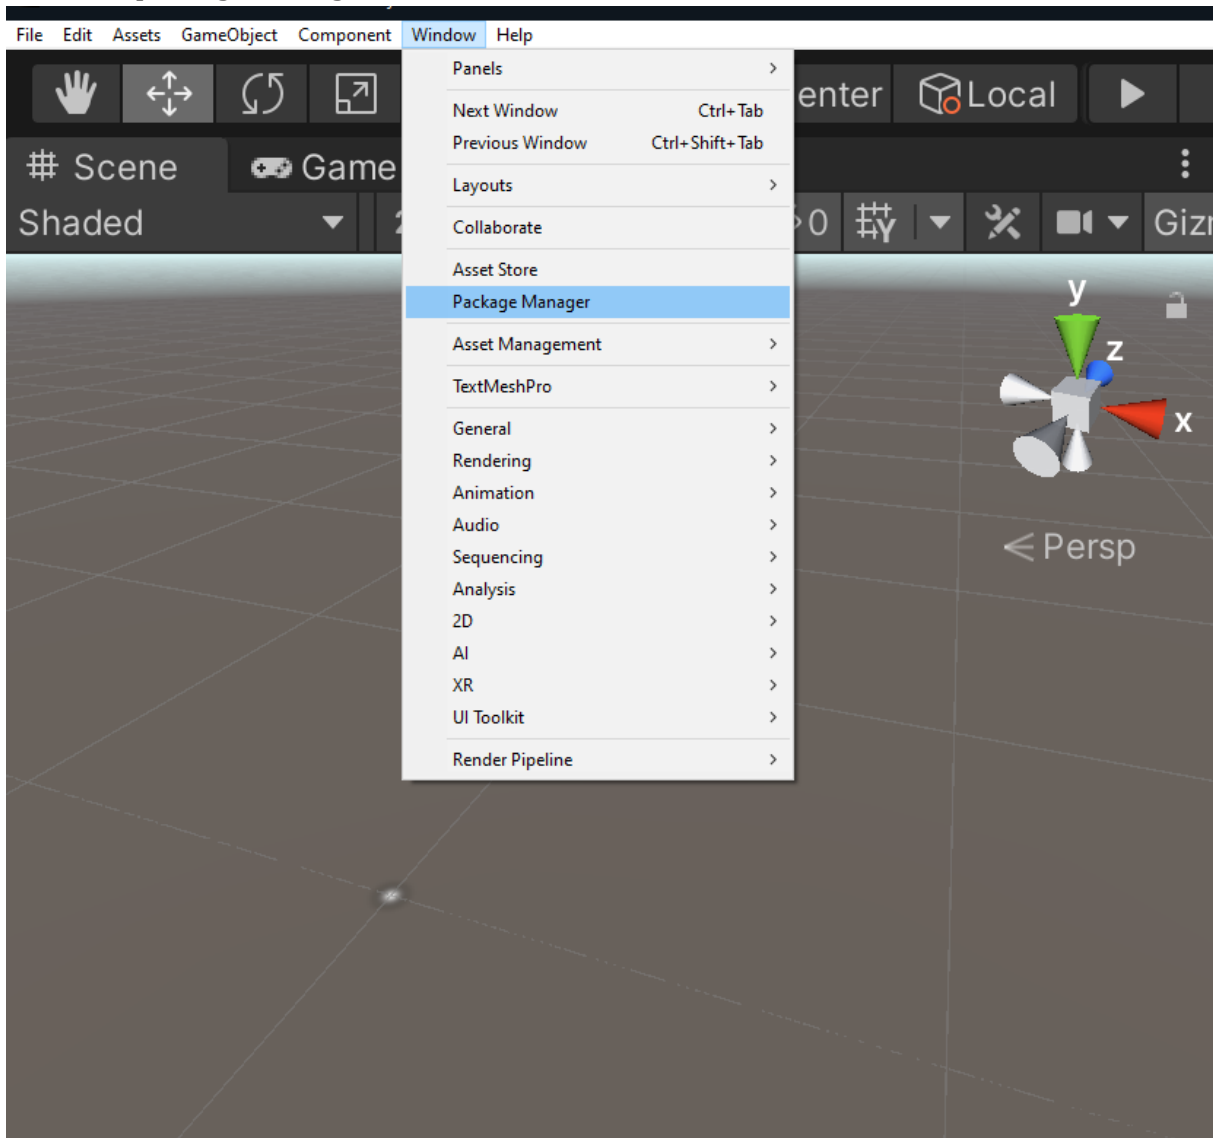 File Edit Assets GameObject Component Window Help
Panels
enter Local
Next Window Ctrl+Tab
Previous Window Ctrl+Shift+Tab
# Scene Game
Layouts
Shaded
0
Collaborate
Asset Store
Package Manager
Asset Management
TextMeshPro
General
Rendering
Animation
Audio
Sequencing
Analysis
2D
AI
XR
UI Toolkit
Render Pipeline
y
z
x
Persp